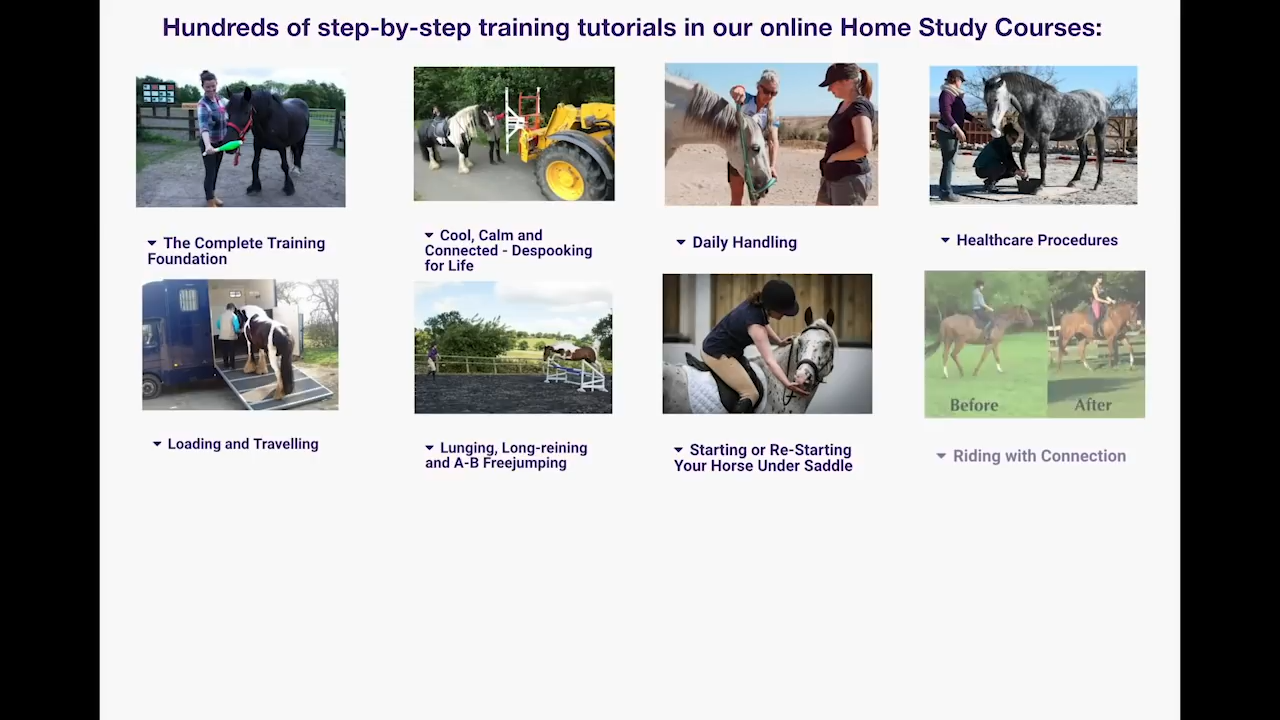 Hundreds of step-by-step training tutorials in our online Home Study Courses:
The Complete Training
Foundation
Cool, Calm and
Connected - Despooking
for Life
Daily Handling
Healthcare Procedures
Loading and Travelling
Lunging, Long-reining
and A-B Freejumping
Starting or Re-Starting
Your Horse Under Saddle
Before
After
Riding with Connection